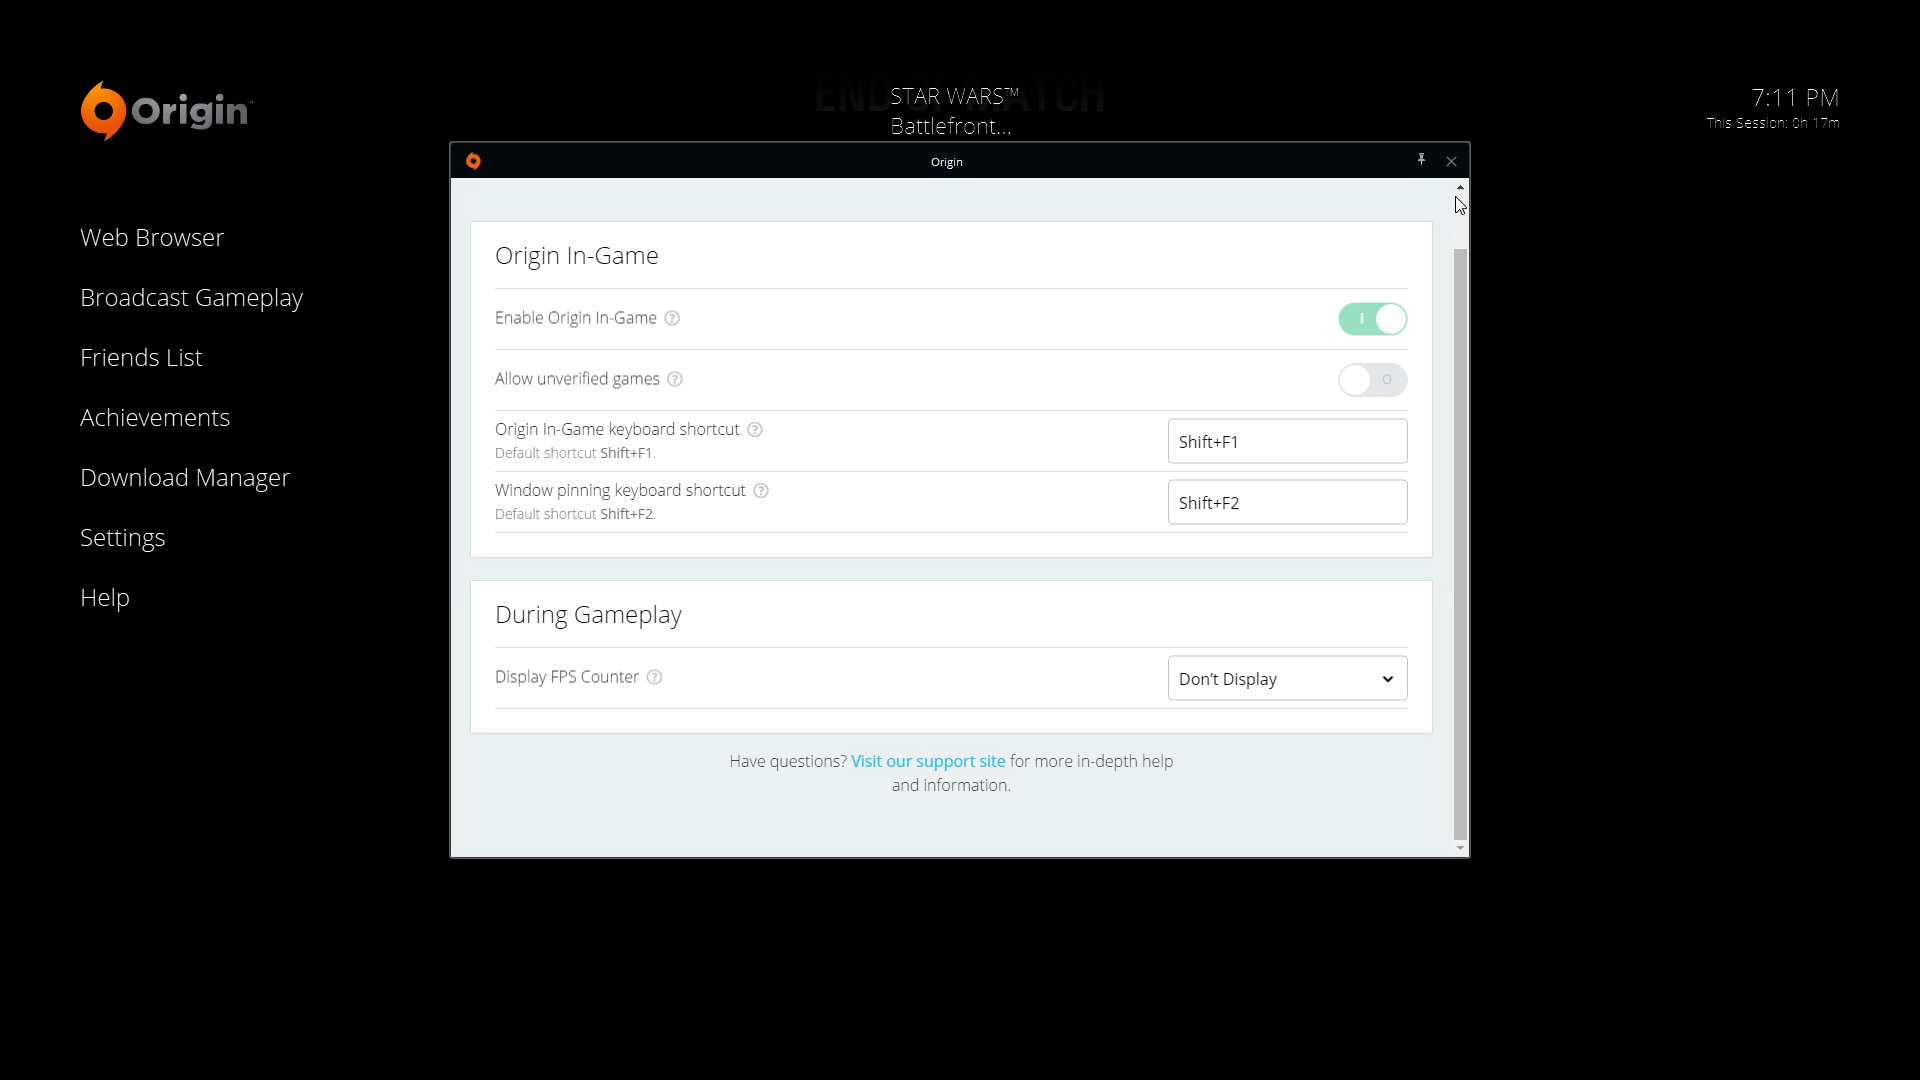 Origin
END OF MATCH
STAR WARS™
Battlefront...
7:11 PM
This Session: 0h 17m
Web Browser
Broadcast Gameplay
Friends List
Achievements
Download Manager
Settings
Help
Origin
Origin In-Game
Enable Origin In-Game ?
I
Allow unverified games ?
O
Origin In-Game keyboard shortcut ?
Default shortcut Shift+F1.
Shift+F1
Window pinning keyboard shortcut ?
Default shortcut Shift+F2.
Shift+F2
During Gameplay
Display FPS Counter ?
Don't Display
Have questions? Visit our support site for more in-depth help
and information.